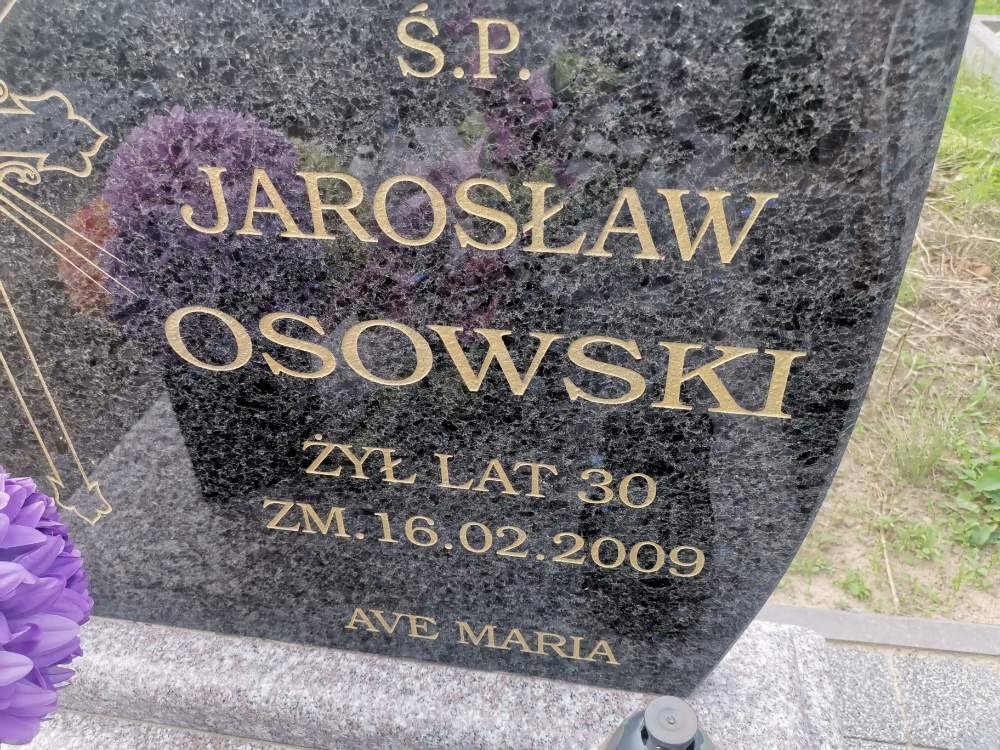 Ś.P.
JAROSŁAW
OSOWSKI
ŻYŁ LAT 30
ZM.16.02.2009
AVE MARIA